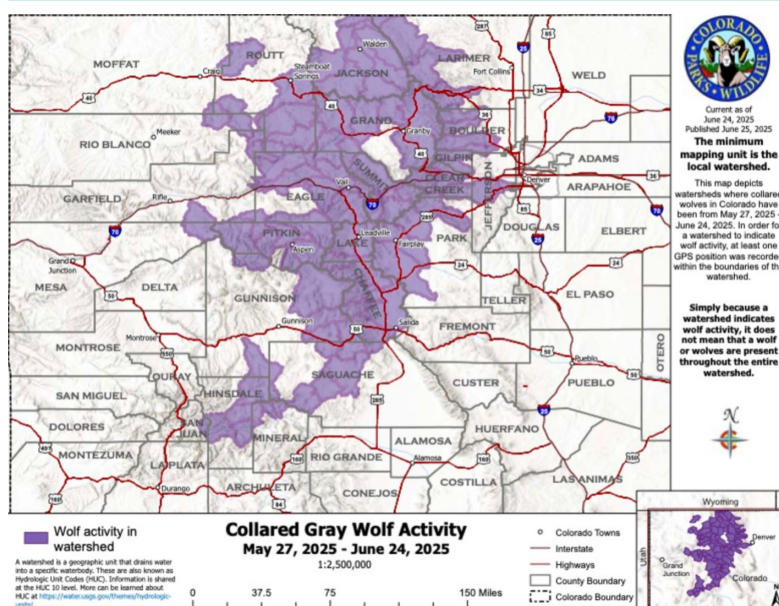 MOFFAT
ROUTT
JACKSON
Walden
LARIMER
Fort Collins
WELD
Craig
Steamboat
Springs
RIO BLANCO
Meeker
GRAND
Granby
BOULDER
GILPIN
CLEAR
CREEK
JEFFERSON
Denver
ADAMS
ARAPAHOE
SUMMIT
GARFIELD
Rifle
EAGLE
Vail
PITKIN
Aspen
LAKE
Leadville
Fairplay
PARK
DOUGLAS
ELBERT
Grand
Junction
MESA
DELTA
GUNNISON
Gunnison
CHAFFEE
Salida
TELLER
EL PASO
FREMONT
MONTROSE
Montrose
OURAY
SAN MIGUEL
HINSDALE
SAGUACHE
CUSTER
Pueblo
PUEBLO
OTERO
DOLORES
SAN
JUAN
MINERAL
RIO GRANDE
ALAMOSA
Alamosa
HUERFANO
MONTEZUMA
LA PLATA
Durango
ARCHULETA
CONEJOS
COSTILLA
LAS ANIMAS
COLORADO
PARKS
WILDLIFE
Current as of
June 24, 2025
Published June 25, 2025
The minimum
mapping unit is the
local watershed.
This map depicts
watersheds where collared
wolves in Colorado have
been from May 27, 2025 -
June 24, 2025. In order for
a watershed to indicate
wolf activity, at least one
GPS position was recorded
within the boundaries of the
watershed.
Simply because a
watershed indicates
wolf activity, it does
not mean that a wolf
or wolves are present
throughout the entire
watershed.
N
Wolf activity in
watershed
A watershed is a geographic unit that drains water
into a specific waterbody. These are also known as
Hydrologic Unit Codes (HUC). Information is shared
at the HUC 10 level. More can be learned about
HUC at https://water.usgs.gov/themes/hydrologic-
units/
Collared Gray Wolf Activity
May 27, 2025 - June 24, 2025
1:2,500,000
0 37.5 75 150 Miles
Colorado Towns
Interstate
Highways
County Boundary
Colorado Boundary
Wyoming
Utah
Denver
Grand
Junction
Colorado